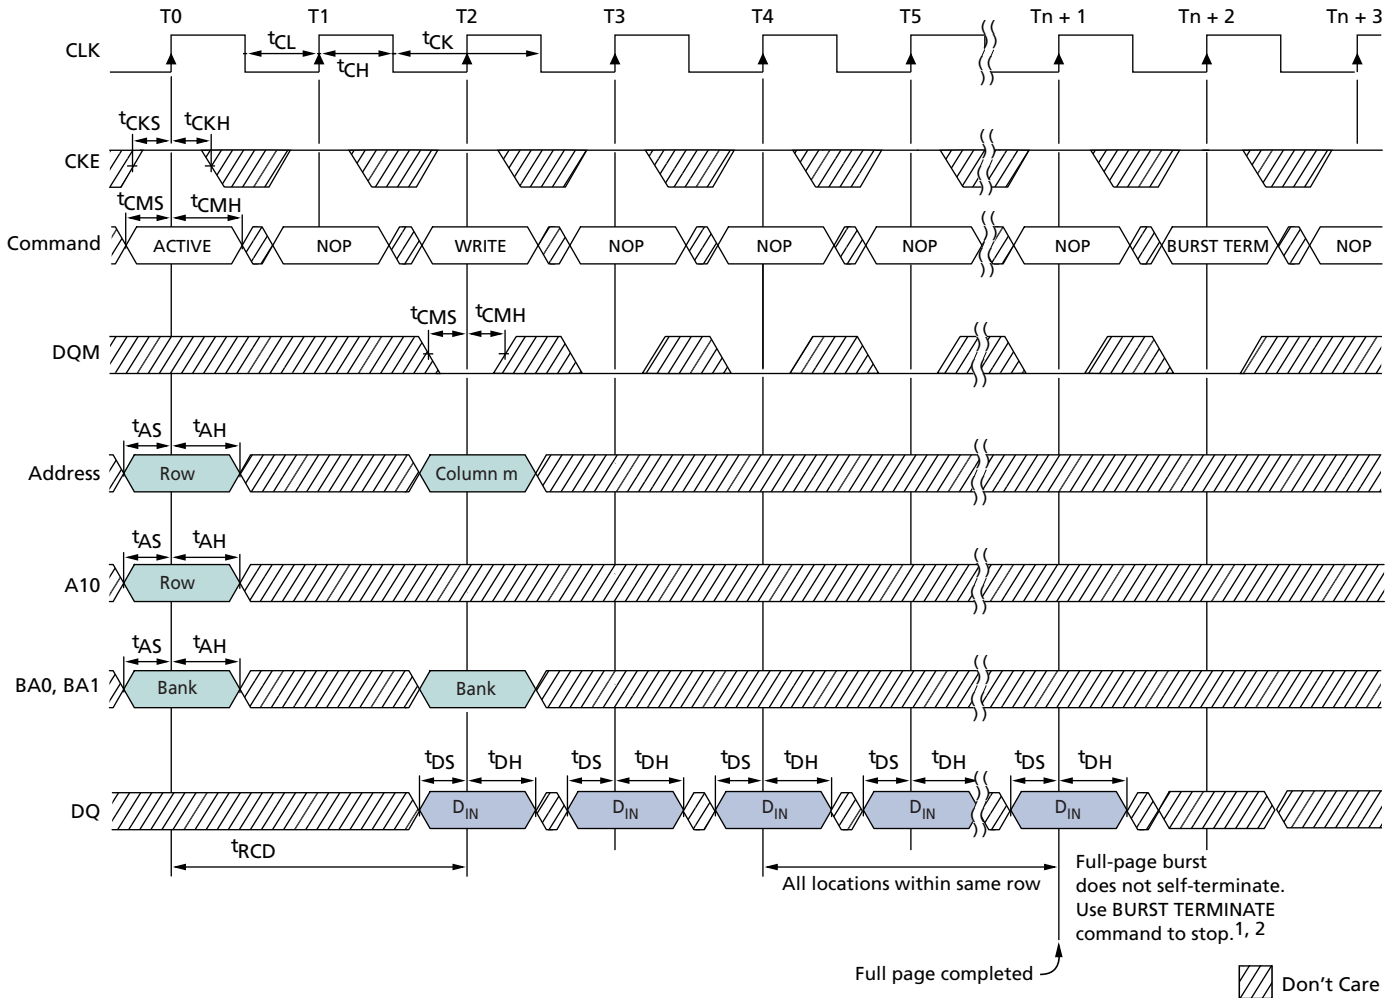 T0 T1 T2 T3 T4 T5 Tn + 1 Tn + 2 Tn + 3
CLK tCL tCH tCK
tCKS tCKH
CKE
tCMS tCMH
Command ACTIVE NOP WRITE NOP NOP NOP NOP BURST TERM NOP
tCMS tCMH
DQM
tAS tAH
Address Row Column m
tAS tAH
A10 Row
tAS tAH
BA0, BA1 Bank Bank
tDS tDH tDS tDH tDS tDH tDS tDH tDS tDH
DQ DIN DIN DIN DIN DIN
tRCD
All locations within same row
Full-page burst
does not self-terminate.
Use BURST TERMINATE
command to stop.1, 2
Full page completed
Don't Care